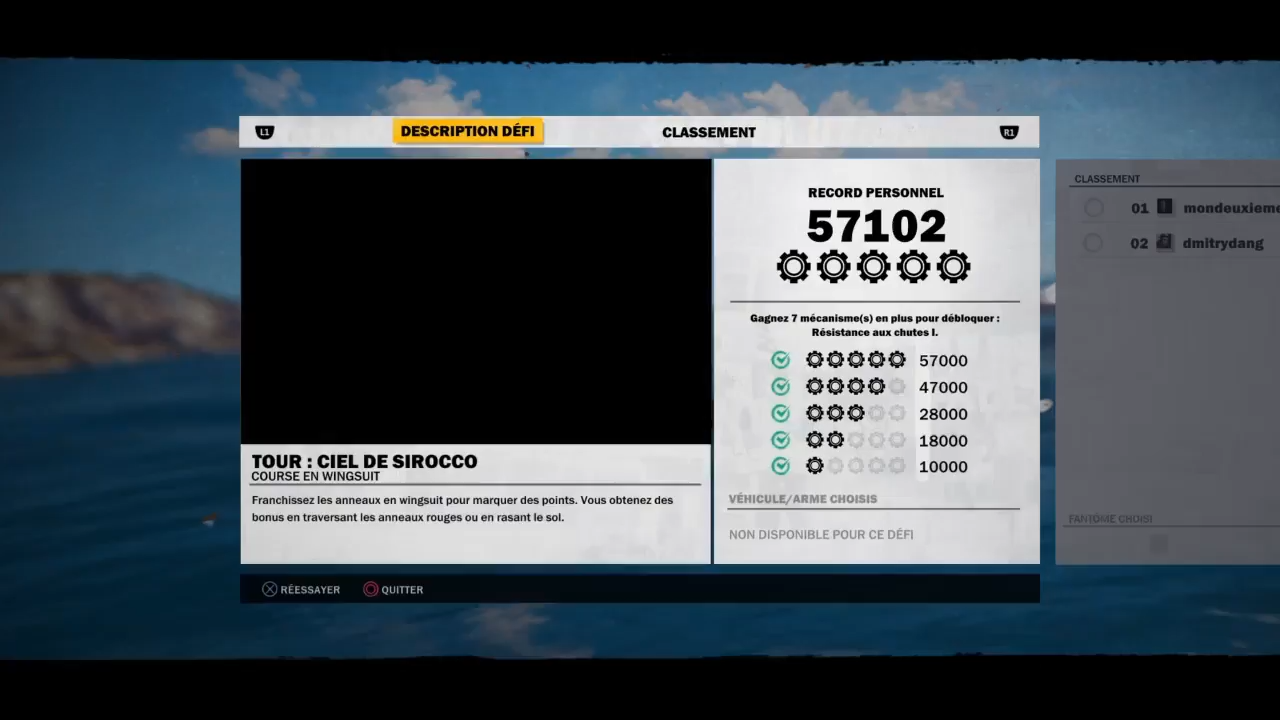 L1
DESCRIPTION DÉFI
CLASSEMENT
R1
RECORD PERSONNEL
57102
Gagnez 7 mécanisme(s) en plus pour débloquer :
Résistance aux chutes I.
57000
47000
28000
18000
10000
VÉHICULE/ARME CHOISIS
NON DISPONIBLE POUR CE DÉFI
TOUR : CIEL DE SIROCCO
COURSE EN WINGSUIT
Franchissez les anneaux en wingsuit pour marquer des points. Vous obtenez des
bonus en traversant les anneaux rouges ou en rasant le sol.
CLASSEMENT
01 mondeuxieme
02 dmitrydang
FANTÔME CHOISI
RÉESSAYER
QUITTER